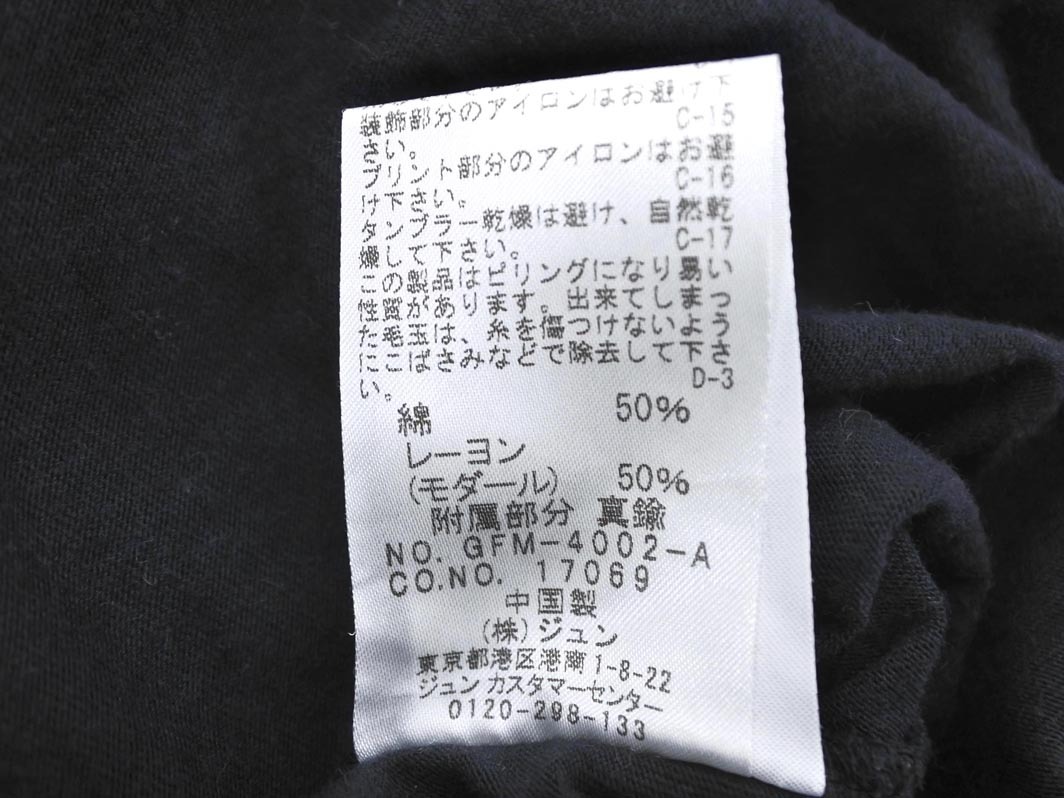 装飾部分のアイロンはお避け下
さい。 C-15
プリント部分のアイロンはお避
け下さい。 C-16
タンブラー乾燥は避け、自然乾
燥して下さい。 C-17
この製品はピリングになり易い
性質があります。出来てしまっ
た毛玉は、糸を傷つけないよう
にこばさみなどで除去して下さ
い。 D-3
綿 50%
レーヨン
(モダール) 50%
附属部分 真鍮
NO. GFM-4002-A
CO.NO. 17069
中国製
(株)ジュン
東京都港区港南1-8-22
ジュン カスタマーセンター
0120-298-133